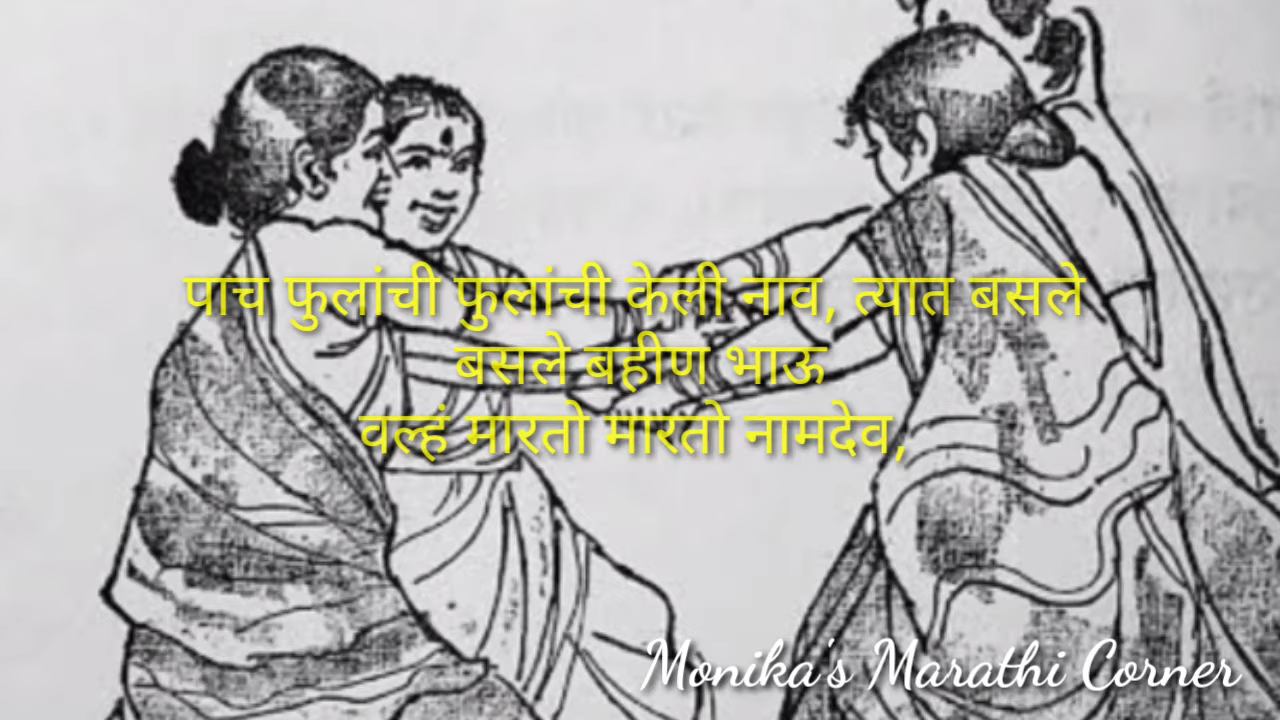 पाच फुलांची फुलांची केली नाव, त्यात बसले
बसले बहीण भाऊ
वल्हं मारतो मारतो नामदेव,
Monika's Marathi Corner